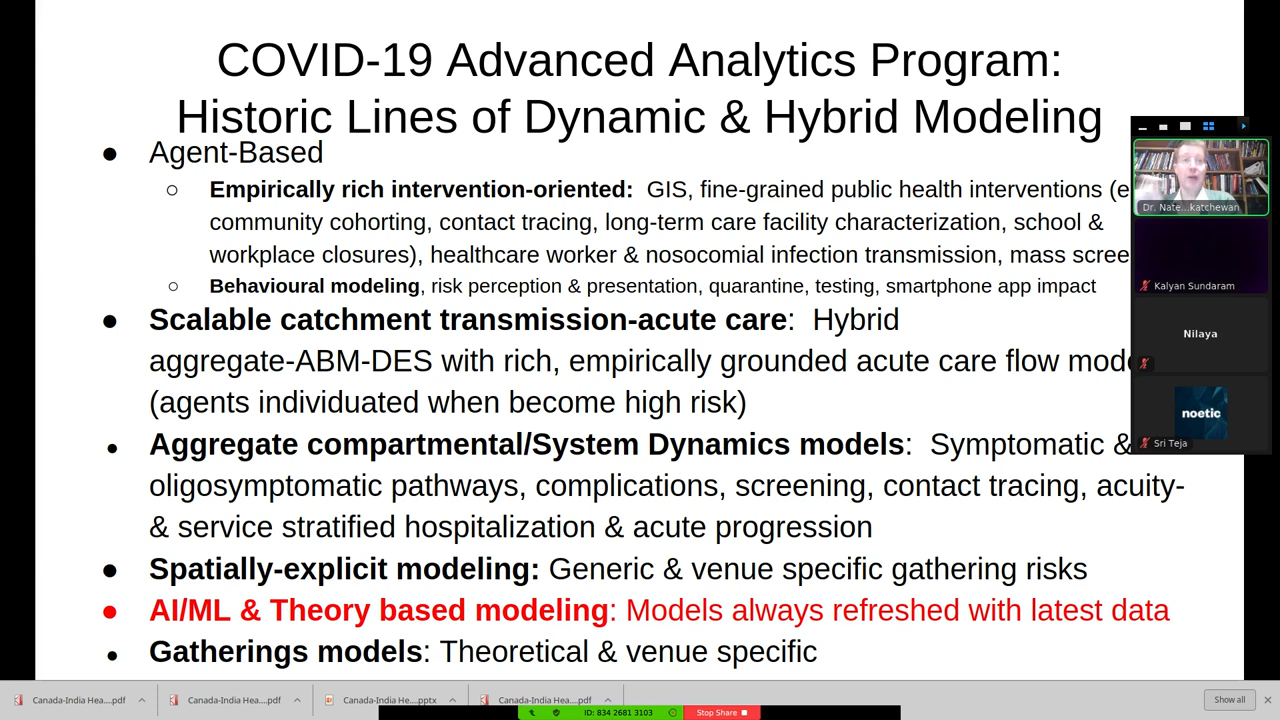 COVID-19 Advanced Analytics Program:
Historic Lines of Dynamic & Hybrid Modeling
● Agent-Based
○ Empirically rich intervention-oriented: GIS, fine-grained public health interventions (e
community cohorting, contact tracing, long-term care facility characterization, school &
workplace closures), healthcare worker & nosocomial infection transmission, mass scree
○ Behavioural modeling, risk perception & presentation, quarantine, testing, smartphone app impact
● Scalable catchment transmission-acute care: Hybrid
aggregate-ABM-DES with rich, empirically grounded acute care flow mode
(agents individuated when become high risk)
● Aggregate compartmental/System Dynamics models: Symptomatic &
oligosymptomatic pathways, complications, screening, contact tracing, acuity-
& service stratified hospitalization & acute progression
● Spatially-explicit modeling: Generic & venue specific gathering risks
● AI/ML & Theory based modeling: Models always refreshed with latest data
● Gatherings models: Theoretical & venue specific
Dr. Nate...katchewan
Kalyan Sundaram
Nilaya
noetic
Sri Teja
Canada-India Hea....pdf
Canada-India Hea....pdf
Canada-India He....pptx
Canada-India Hea....pdf
Show all
ID: 834 2681 3103
Stop Share